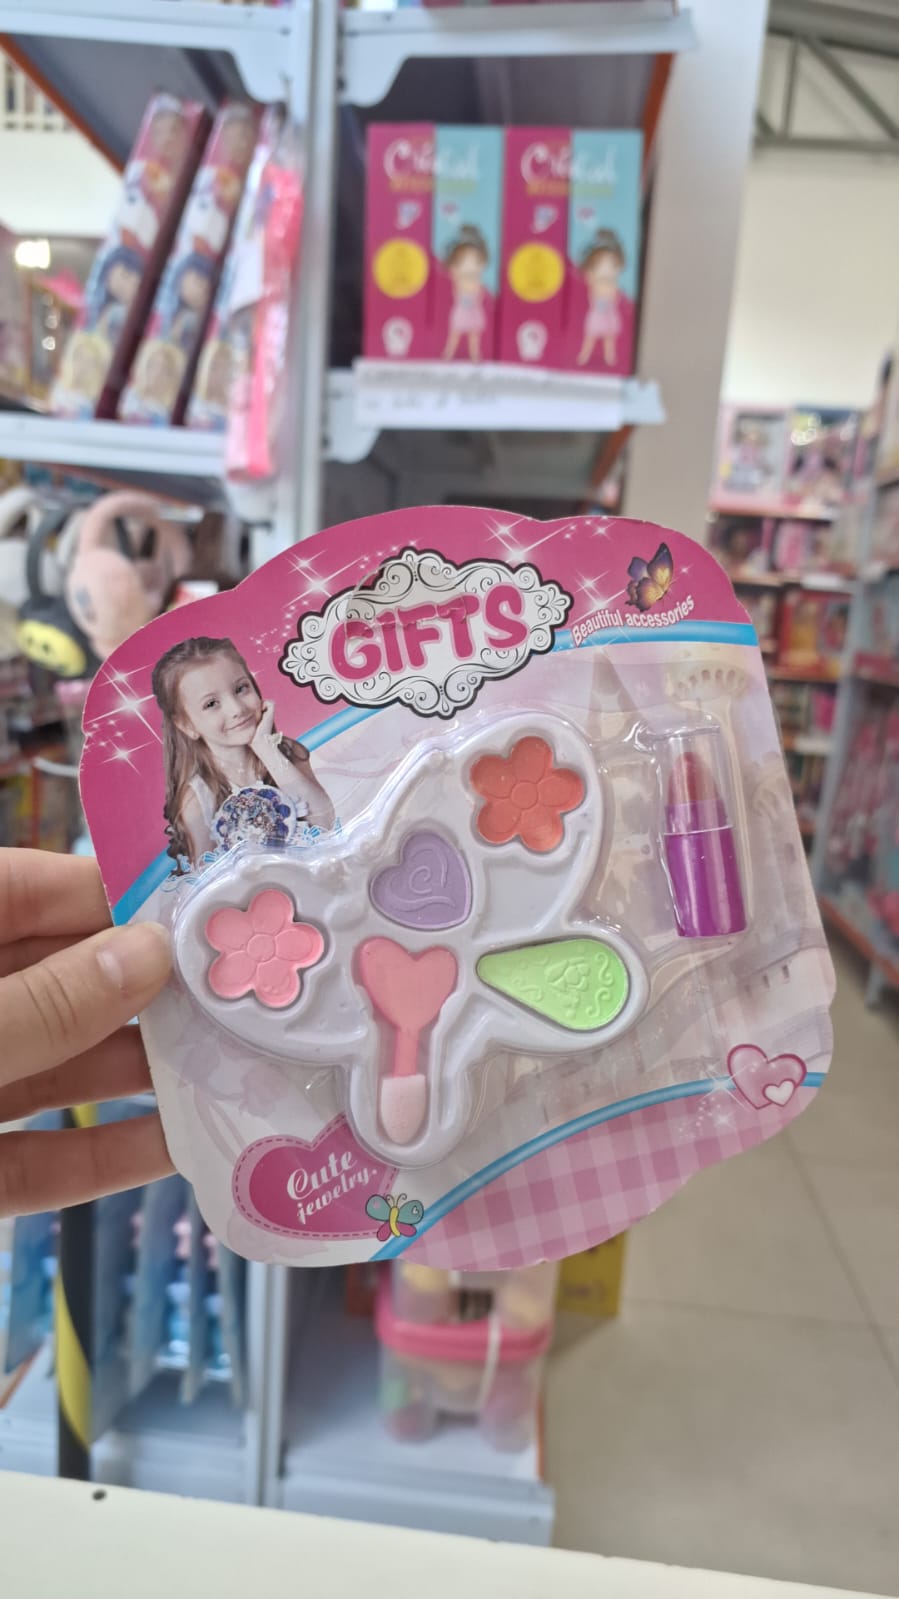 GIFTS
Beautiful accessories
Cute
jewelry.